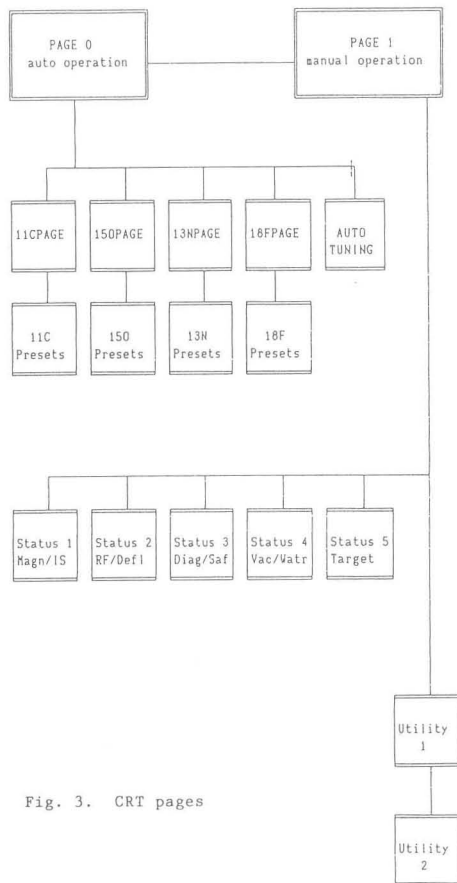 PAGE 0
auto operation
PAGE 1
manual operation
11CPAGE
15OPAGE
13NPAGE
18FPAGE
AUTO
TUNING
11C
Presets
15O
Presets
13N
Presets
18F
Presets
Status 1
Magn/IS
Status 2
RF/Defl
Status 3
Diag/Saf
Status 4
Vac/Watr
Status 5
Target
Utility
1
Utility
2
Fig. 3. CRT pages